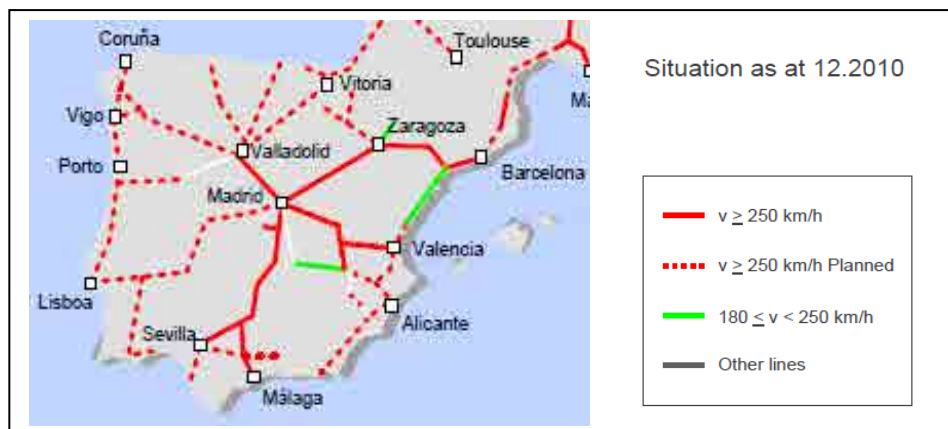 Coruña
Toulouse
Vitoria
Vigo
Zaragoza
Valladolid
Porto
Barcelona
Madrid
Valencia
Lisboa
Alicante
Sevilla
Málaga
Ma
Situation as at 12.2010
v ≥ 250 km/h
v ≥ 250 km/h Planned
180 ≤ v < 250 km/h
Other lines